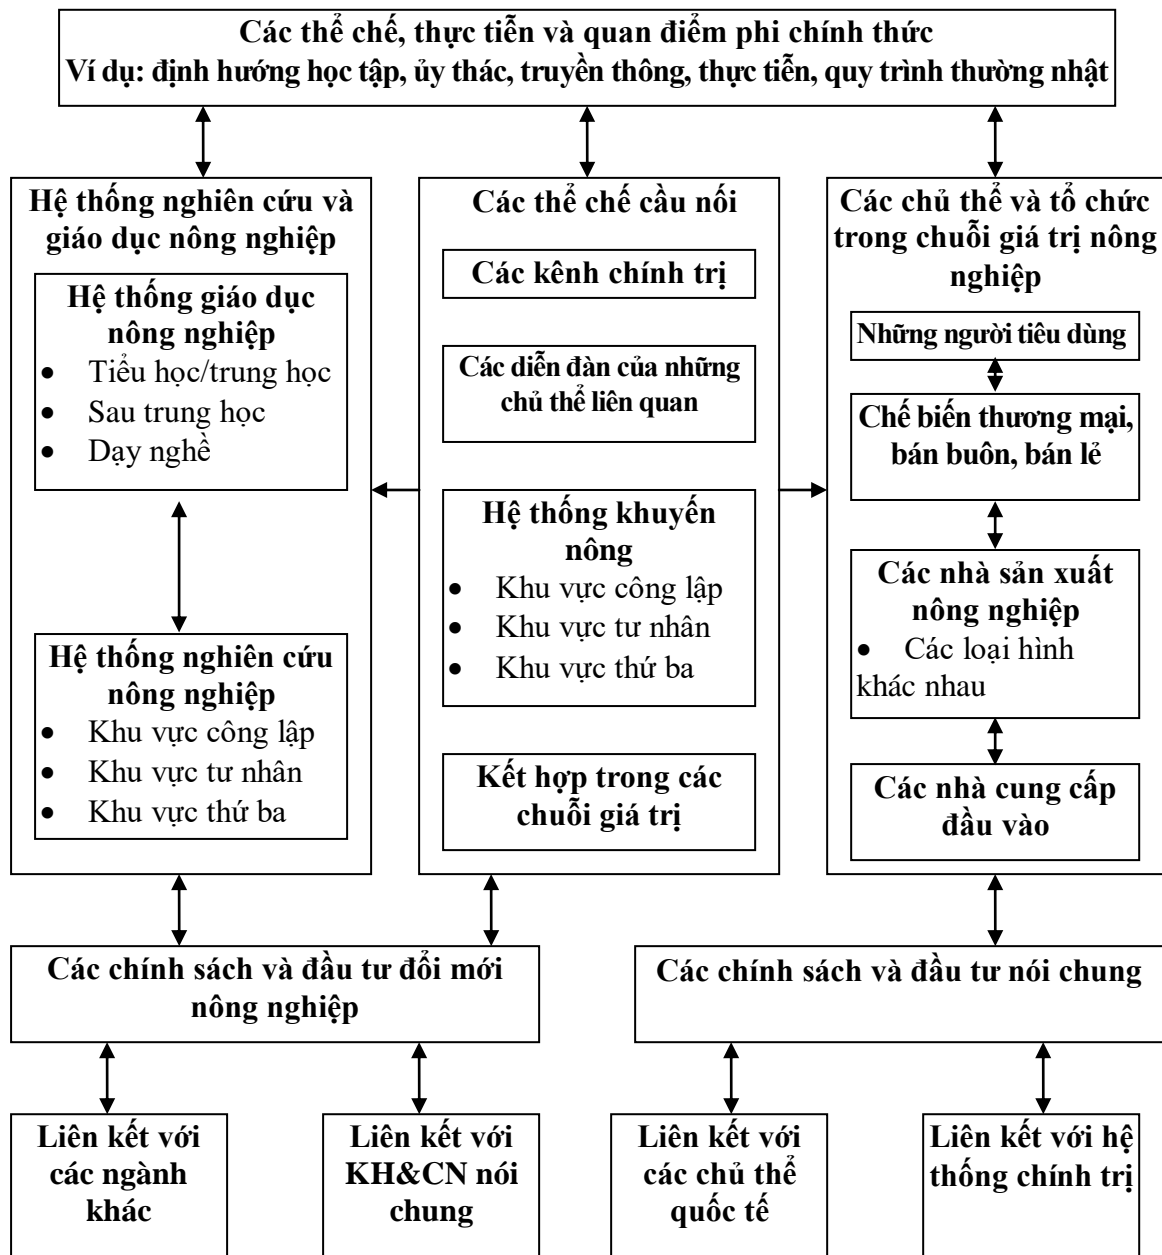 Các thể chế, thực tiễn và quan điểm phi chính thức
Ví dụ: định hướng học tập, ủy thác, truyền thông, thực tiễn, quy trình thường nhật
Hệ thống nghiên cứu và
giáo dục nông nghiệp
Hệ thống giáo dục
nông nghiệp
• Tiểu học/trung học
• Sau trung học
• Dạy nghề
Hệ thống nghiên cứu
nông nghiệp
• Khu vực công lập
• Khu vực tư nhân
• Khu vực thứ ba
Các thể chế cầu nối
Các kênh chính trị
Các diễn đàn của những
chủ thể liên quan
Hệ thống khuyến
nông
• Khu vực công lập
• Khu vực tư nhân
• Khu vực thứ ba
Kết hợp trong các
chuỗi giá trị
Các chủ thể và tổ chức
trong chuỗi giá trị nông
nghiệp
Những người tiêu dùng
Chế biến thương mại,
bán buôn, bán lẻ
Các nhà sản xuất
nông nghiệp
• Các loại hình
khác nhau
Các nhà cung cấp
đầu vào
Các chính sách và đầu tư đổi mới
nông nghiệp
Các chính sách và đầu tư nói chung
Liên kết với
các ngành
khác
Liên kết với
KH&CN nói
chung
Liên kết với
các chủ thể
quốc tế
Liên kết với hệ
thống chính trị